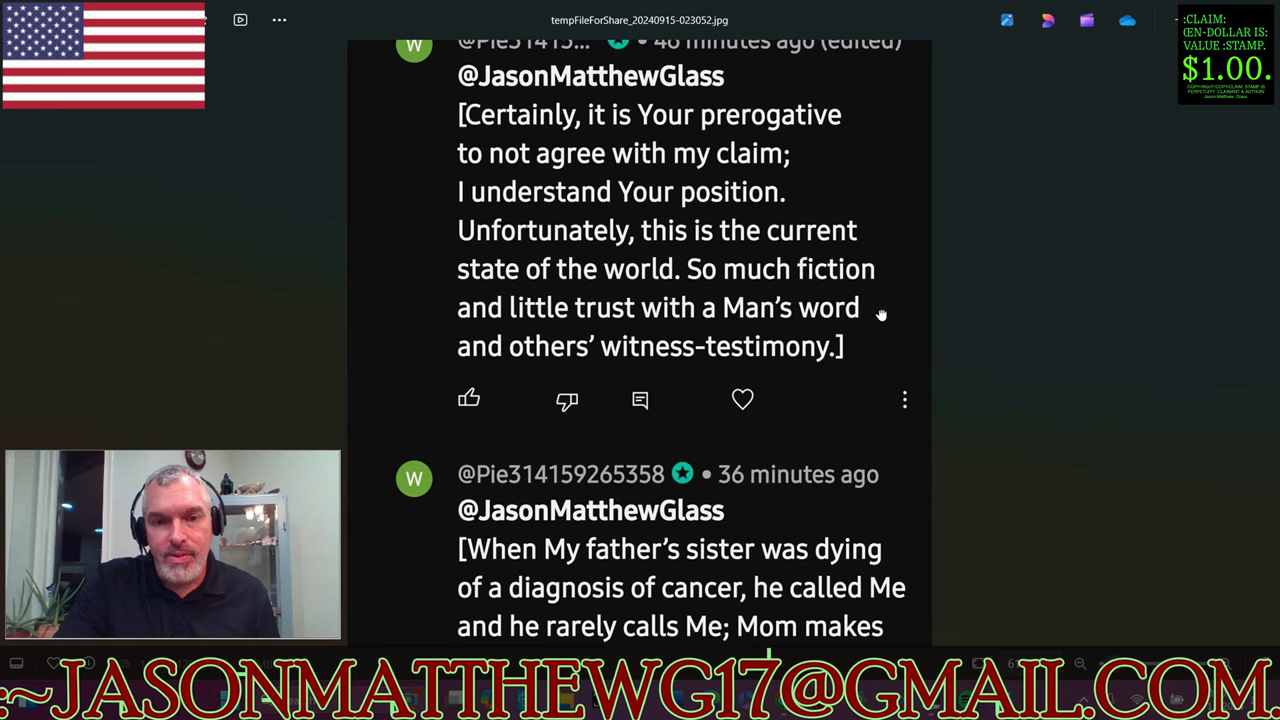 tempFileForShare_20240915-023052.jpg
:CLAIM:
ŒN-DOLLAR IS:
VALUE :STAMP.
$1.00.
W
@Pie31415... • 46 minutes ago (edited)
@JasonMatthewGlass
[Certainly, it is Your prerogative
to not agree with my claim;
I understand Your position.
Unfortunately, this is the current
state of the world. So much fiction
and little trust with a Man’s word
and others’ witness-testimony.]
W
@Pie314159265358 • 36 minutes ago
@JasonMatthewGlass
[When My father’s sister was dying
of a diagnosis of cancer, he called Me
and he rarely calls Me; Mom makes
:~JASONMATTHEWG17@GMAIL.COM.